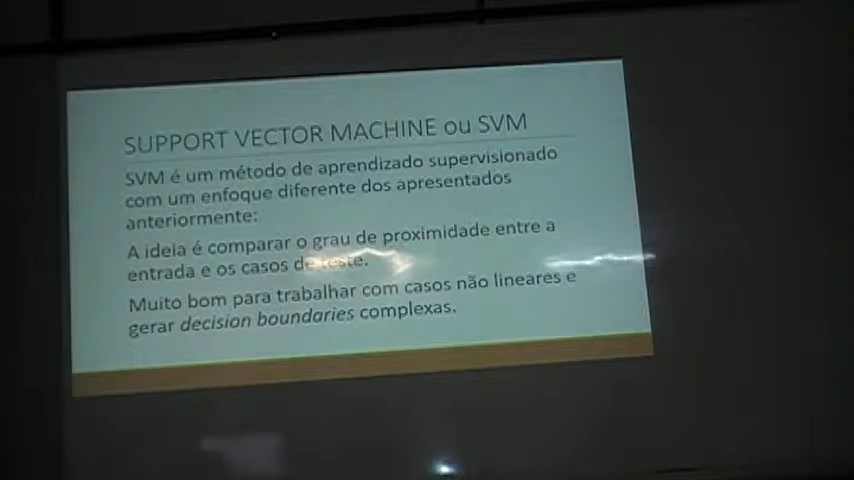 SUPPORT VECTOR MACHINE ou SVM
SVM é um método de aprendizado supervisionado
com um enfoque diferente dos apresentados
anteriormente:
A ideia é comparar o grau de proximidade entre a
entrada e os casos de teste.
Muito bom para trabalhar com casos não lineares e
gerar decision boundaries complexas.